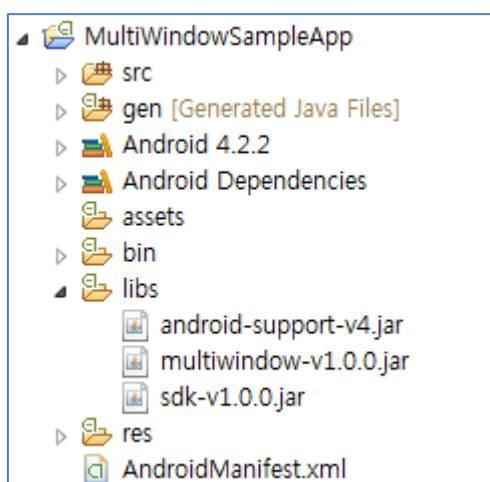 MultiWindowSampleApp
src
gen [Generated Java Files]
Android 4.2.2
Android Dependencies
assets
bin
libs
android-support-v4.jar
multiwindow-v1.0.0.jar
sdk-v1.0.0.jar
res
AndroidManifest.xml